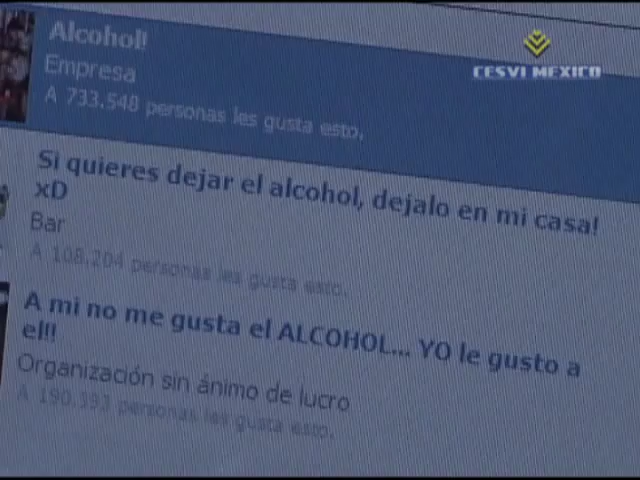 Alcohol!
CESVI MEXICO
Empresa
A 733.548 personas les gusta esto.
Si quieres dejar el alcohol, dejalo en mi casa!
xD
Bar
A 108.204 personas les gusta esto.
A mi no me gusta el ALCOHOL... YO le gusto a
el!!
Organización sin ánimo de lucro
A 190.393 personas les gusta esto.